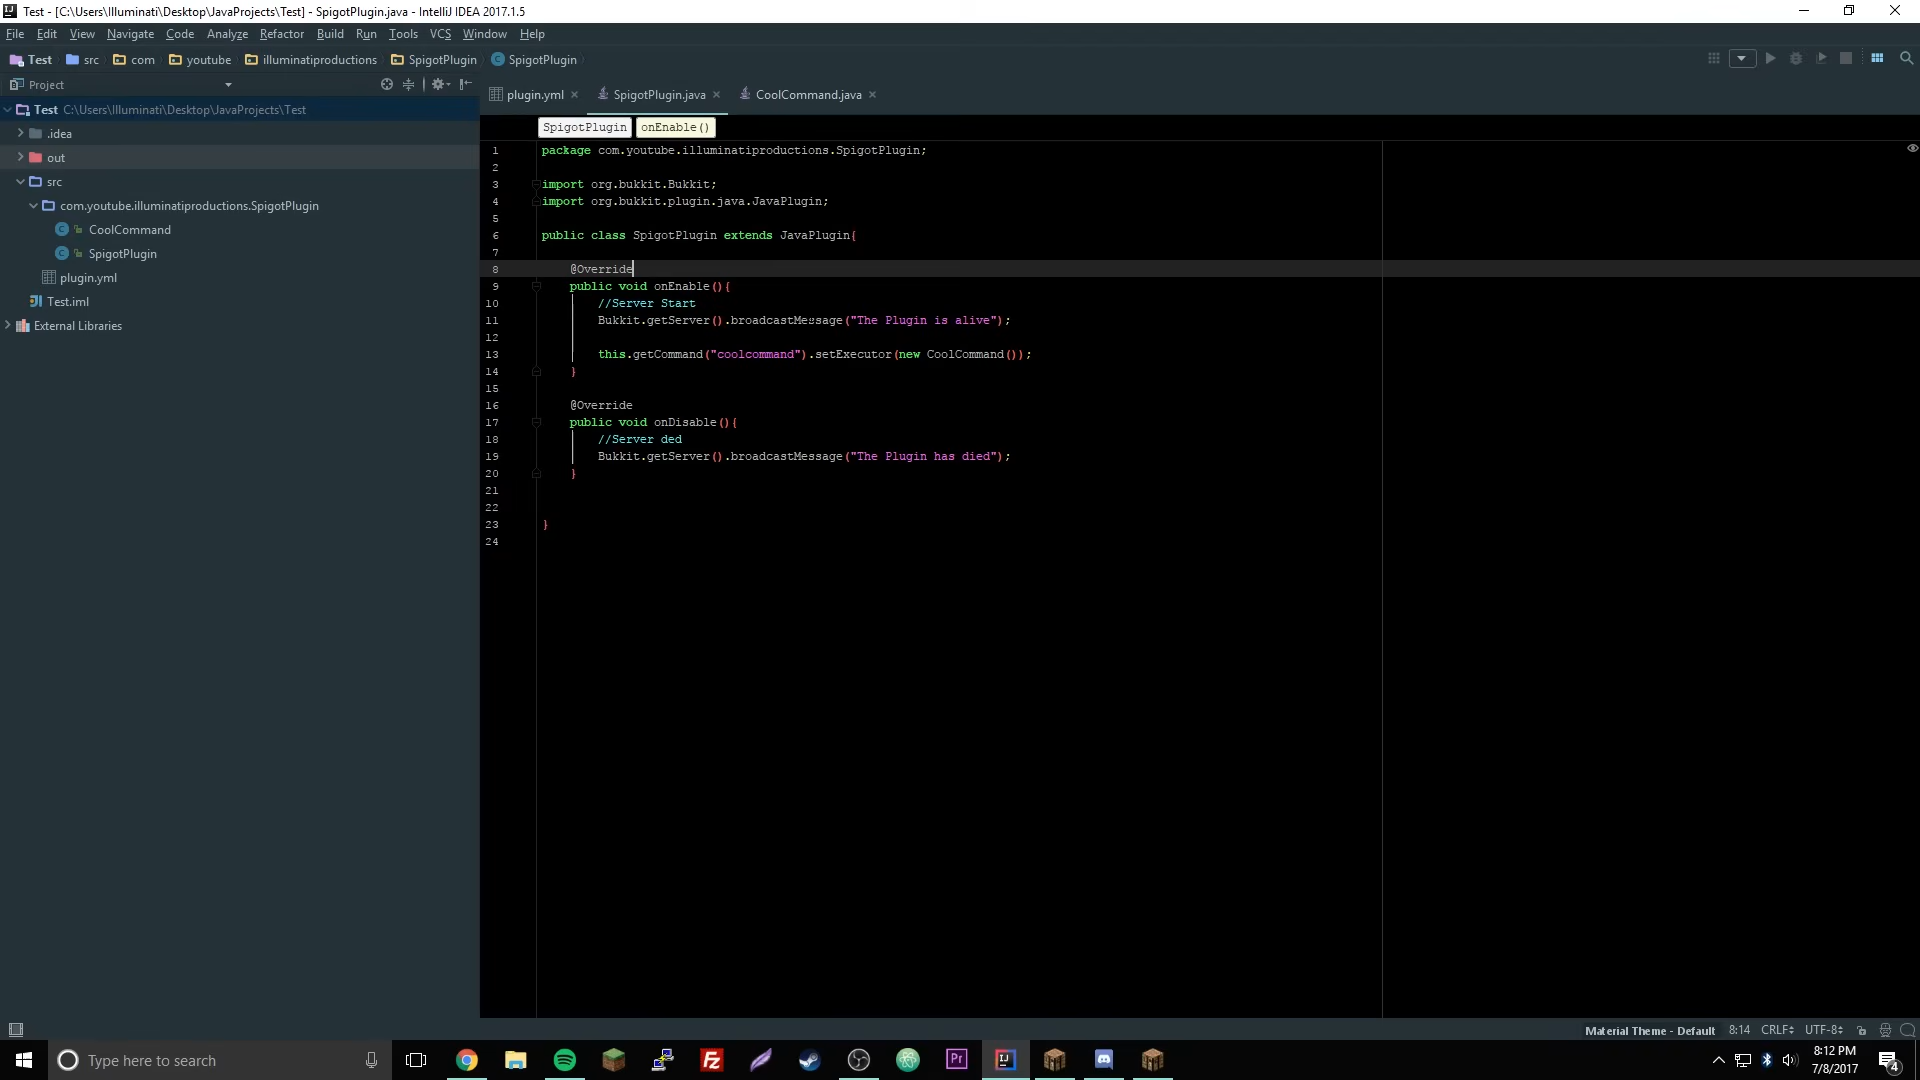 Test - [C:\Users\Illuminati\Desktop\JavaProjects\Test] - SpigotPlugin.java - IntelliJ IDEA 2017.1.5
File Edit View Navigate Code Analyze Refactor Build Run Tools VCS Window Help
Test src com youtube illuminatiproductions SpigotPlugin SpigotPlugin
Project
plugin.yml SpigotPlugin.java CoolCommand.java
Test C:\Users\Illuminati\Desktop\JavaProjects\Test
.idea
out
src
com.youtube.illuminatiproductions.SpigotPlugin
CoolCommand
SpigotPlugin
plugin.yml
Test.iml
External Libraries
SpigotPlugin onEnable()
1 package com.youtube.illuminatiproductions.SpigotPlugin;
2
3 import org.bukkit.Bukkit;
4 import org.bukkit.plugin.java.JavaPlugin;
5
6 public class SpigotPlugin extends JavaPlugin{
7
8 @Override
9 public void onEnable(){
10 //Server Start
11 Bukkit.getServer().broadcastMessage("The Plugin is alive");
12
13 this.getCommand("coolcommand").setExecutor(new CoolCommand());
14 }
15
16 @Override
17 public void onDisable(){
18 //Server ded
19 Bukkit.getServer().broadcastMessage("The Plugin has died");
20 }
21
22
23 }
24
Material Theme - Default 8:14 CRLF UTF-8
Type here to search
Fz
Pr
IJ
8:12 PM
7/8/2017
4